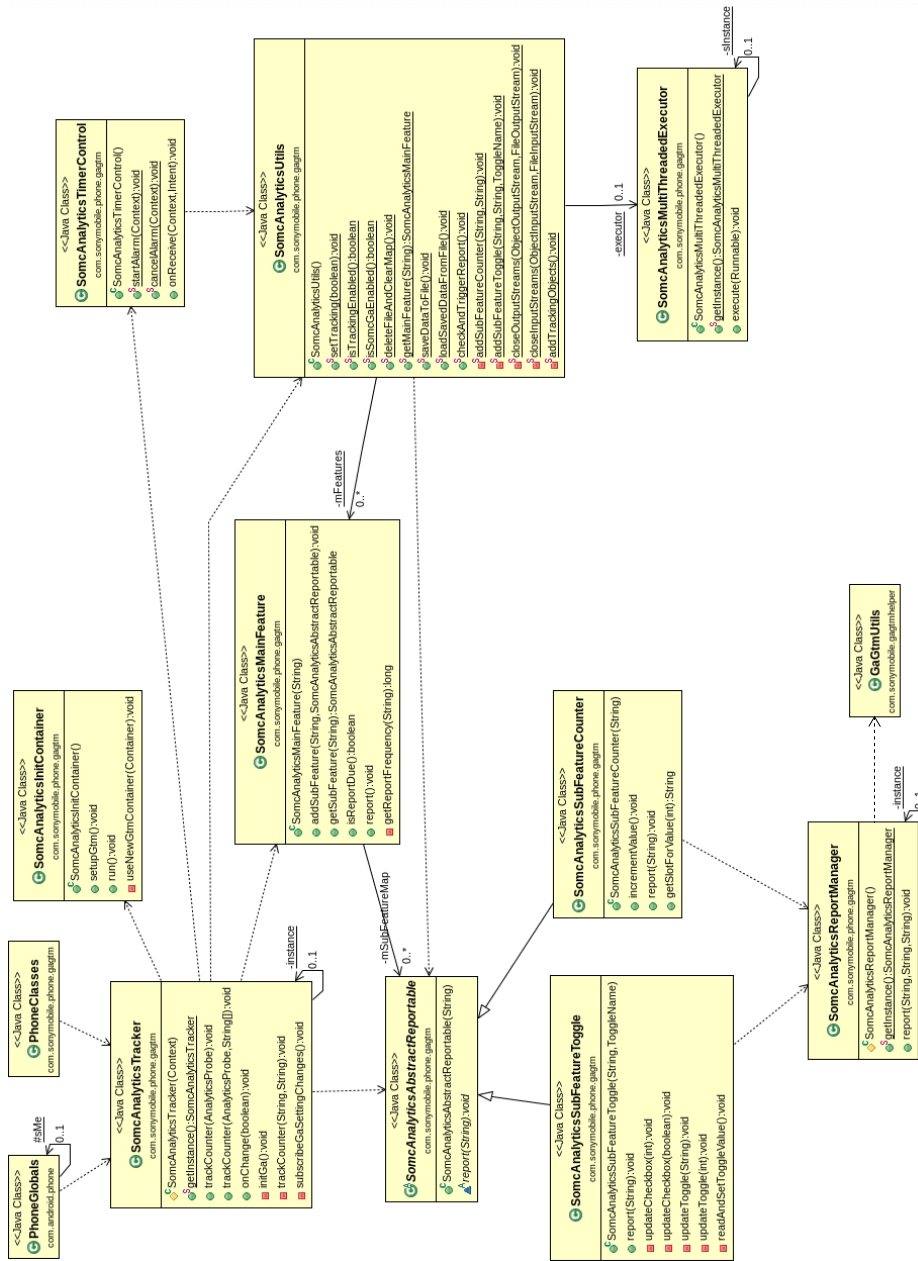 <<Java Class>>
PhoneGlobals
com.android.phone
#sMe
0..1
<<Java Class>>
PhoneClasses
com.sonymobile.phone.gagtm
<<Java Class>>
SomcAnalyticsInitContainer
com.sonymobile.phone.gagtm
SomcAnalyticsInitContainer()
setupGtm():void
run():void
useNewGtmContainer(Container):void
<<Java Class>>
SomcAnalyticsTimerControl
com.sonymobile.phone.gagtm
SomcAnalyticsTimerControl()
startAlarm(Context):void
cancelAlarm(Context):void
onReceive(Context,Intent):void
<<Java Class>>
SomcAnalyticsTracker
com.sonymobile.phone.gagtm
SomcAnalyticsTracker(Context)
getInstance():SomcAnalyticsTracker
trackCounter(AnalyticsProbe):void
trackCounter(AnalyticsProbe,String[]):void
onChange(boolean):void
initGa():void
trackCounter(String,String):void
subscribeGaSettingChanges():void
-instance
0..1
<<Java Class>>
SomcAnalyticsMainFeature
com.sonymobile.phone.gagtm
SomcAnalyticsMainFeature(String)
addSubFeature(String,SomcAnalyticsAbstractReportable):void
getSubFeature(String):SomcAnalyticsAbstractReportable
isReportDue():boolean
report():void
getReportFrequency(String):long
-mFeatures
0..*
<<Java Class>>
SomcAnalyticsUtils
com.sonymobile.phone.gagtm
SomcAnalyticsUtils()
setTracking(boolean):void
isTrackingEnabled():boolean
isSomcGaEnabled():boolean
deleteFileAndClearMap():void
getMainFeature(String):SomcAnalyticsMainFeature
saveDataToFile():void
loadSavedDataFromFile():void
checkAndTriggerReport():void
addSubFeatureCounter(String,String):void
addSubFeatureToggle(String,String,ToggleName):void
closeOutputStreams(ObjectOutputStream,FileOutputStream):void
closeInputStreams(ObjectInputStream,FileInputStream):void
addTrackingObjects():void
<<Java Class>>
SomcAnalyticsAbstractReportable
com.sonymobile.phone.gagtm
SomcAnalyticsAbstractReportable(String)
report(String):void
-mSubFeatureMap
0..*
-executor
0..1
<<Java Class>>
SomcAnalyticsMultiThreadedExecutor
com.sonymobile.phone.gagtm
SomcAnalyticsMultiThreadedExecutor()
getInstance():SomcAnalyticsMultiThreadedExecutor
execute(Runnable):void
-sInstance
0..1
<<Java Class>>
SomcAnalyticsSubFeatureToggle
com.sonymobile.phone.gagtm
SomcAnalyticsSubFeatureToggle(String,ToggleName)
report(String):void
updateCheckbox(int):void
updateCheckbox(boolean):void
updateToggle(String):void
updateToggle(int):void
readAndSetToggleValue():void
<<Java Class>>
SomcAnalyticsSubFeatureCounter
com.sonymobile.phone.gagtm
SomcAnalyticsSubFeatureCounter(String)
incrementValue():void
report(String):void
getSlotForValue(int):String
<<Java Class>>
SomcAnalyticsReportManager
com.sonymobile.phone.gagtm
SomcAnalyticsReportManager()
getInstance():SomcAnalyticsReportManager
report(String,String,String):void
-instance
<<Java Class>>
GaGtmUtils
com.sonymobile.gagtmhelper